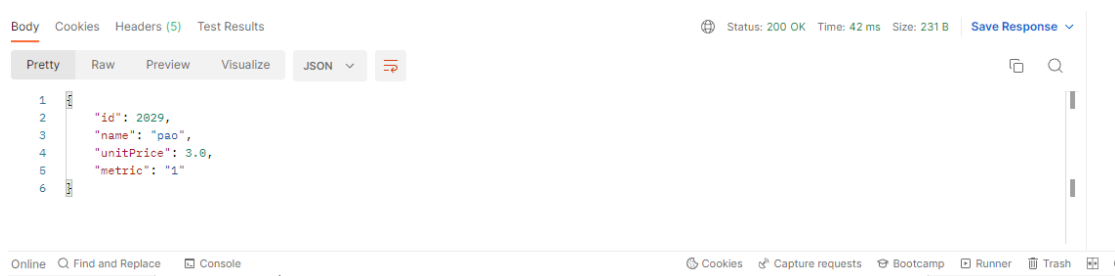 Body Cookies Headers (5) Test Results Status: 200 OK Time: 42 ms Size: 231 B Save Response
Pretty Raw Preview Visualize JSON
1 {
2 "id": 2029,
3 "name": "pao",
4 "unitPrice": 3.0,
5 "metric": "1"
6 }
Online Find and Replace Console Cookies Capture requests Bootcamp Runner Trash